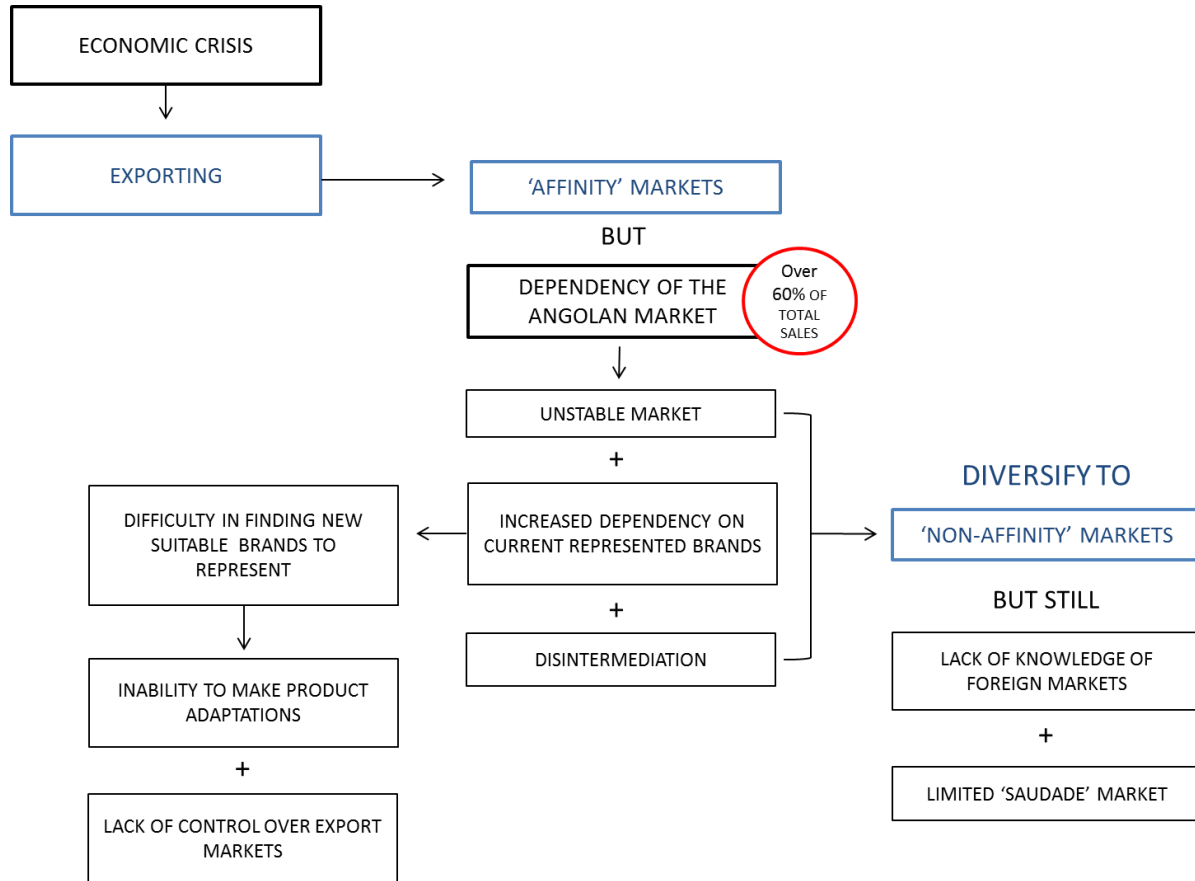 ECONOMIC CRISIS
EXPORTING
‘AFFINITY’ MARKETS
BUT
DEPENDENCY OF THE
ANGOLAN MARKET
Over
60% OF
TOTAL
SALES
UNSTABLE MARKET
+
INCREASED DEPENDENCY ON
CURRENT REPRESENTED BRANDS
+
DISINTERMEDIATION
DIFFICULTY IN FINDING NEW
SUITABLE BRANDS TO
REPRESENT
INABILITY TO MAKE PRODUCT
ADAPTATIONS
+
LACK OF CONTROL OVER EXPORT
MARKETS
DIVERSIFY TO
‘NON-AFFINITY’ MARKETS
BUT STILL
LACK OF KNOWLEDGE OF
FOREIGN MARKETS
+
LIMITED ‘SAUDADE’ MARKET